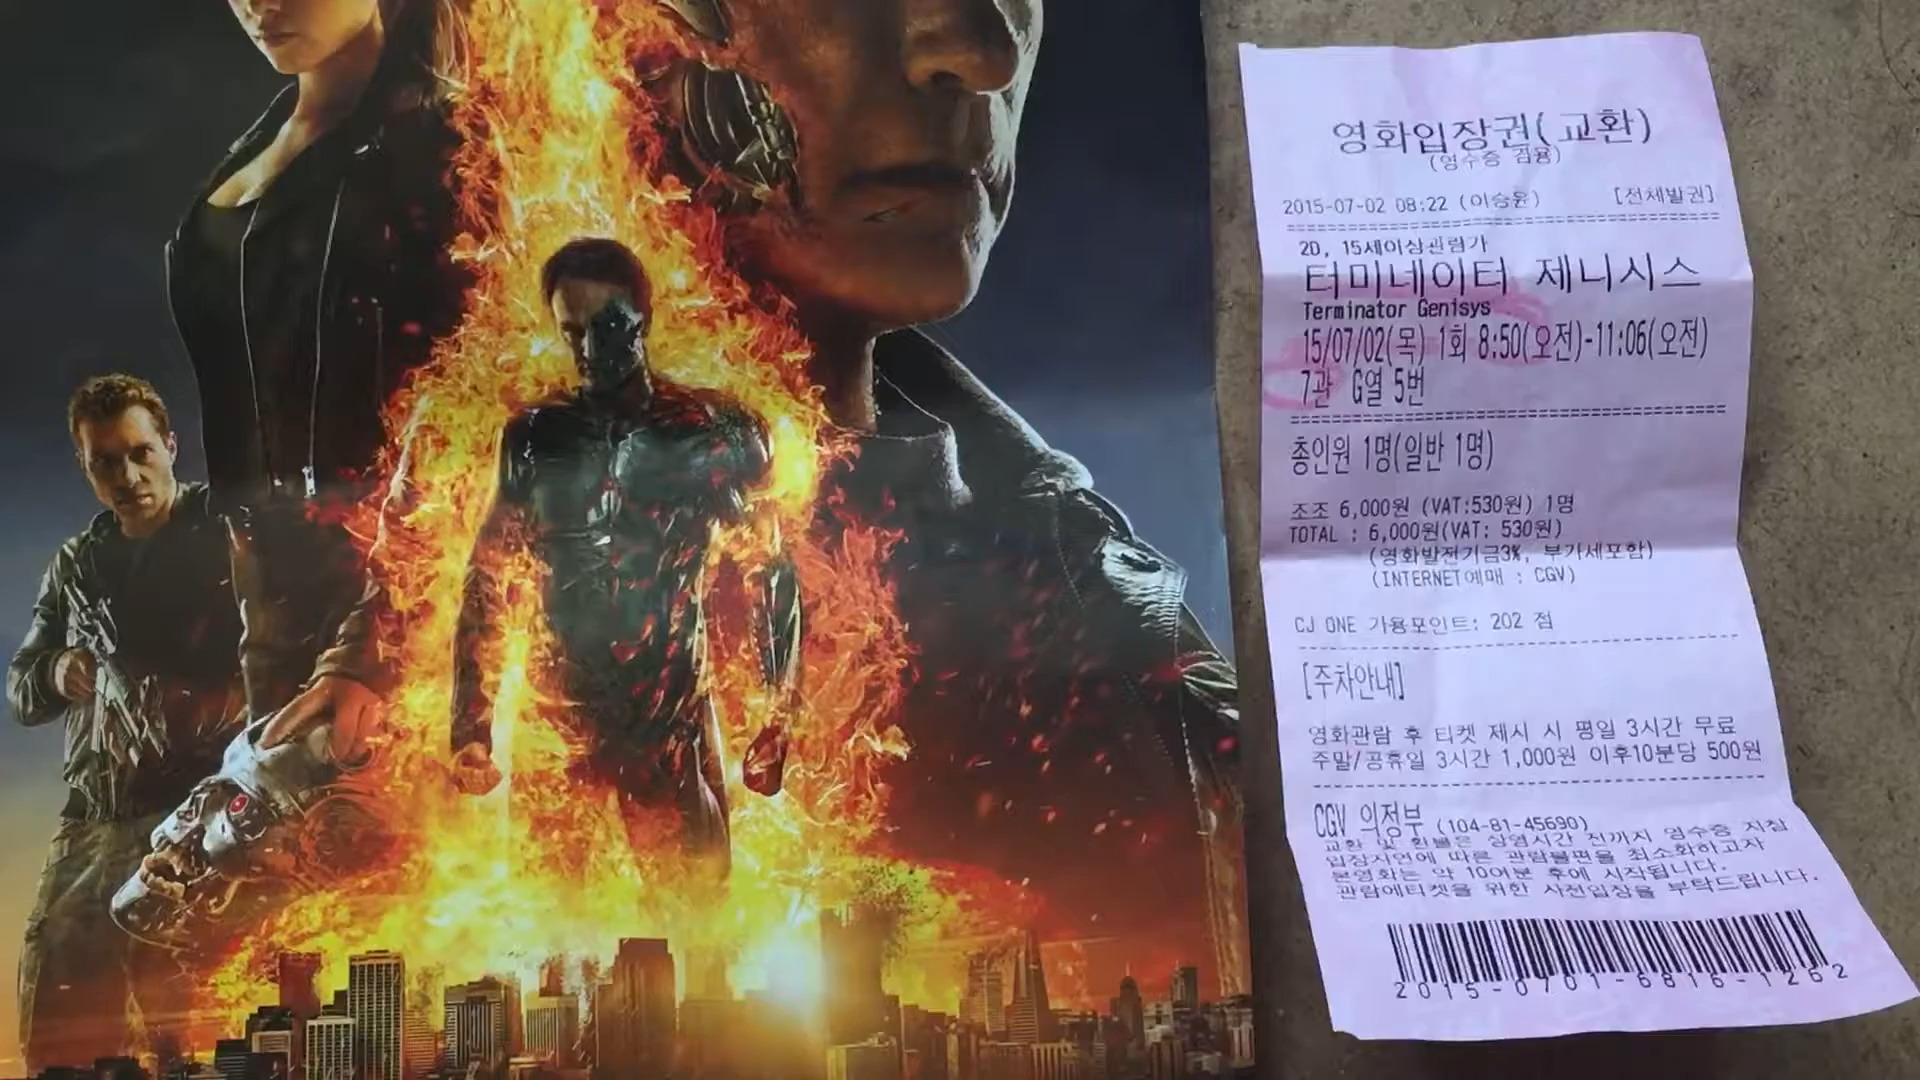 영화입장권(교환)
(영수증 겸용)
2015-07-02 08:22 (이승윤) [전체발권]
2D, 15세이상관람가
터미네이터 제니시스
Terminator Genisys
15/07/02(목) 1회 8:50(오전)-11:06(오전)
7관 G열 5번
총인원 1명(일반 1명)
조조 6,000원 (VAT:530원) 1명
TOTAL : 6,000원(VAT: 530원)
(영화발전기금3%, 부가세포함)
(INTERNET예매 : CGV)
CJ ONE 가용포인트: 202 점
[주차안내]
영화관람 후 티켓 제시 시 평일 3시간 무료
주말/공휴일 3시간 1,000원 이후10분당 500원
CGV 의정부 (104-81-45690)
교환 및 환불은 상영시간 전까지 영수증 지참
입장지연에 따른 관람불편을 최소화하고자
본영화는 약 10여분 후에 시작됩니다.
관람에티켓을 위한 사전입장을 부탁드립니다.
2015-0701-6816-1262